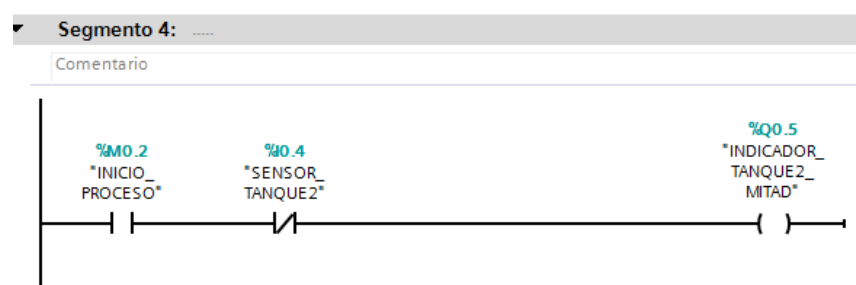 Segmento 4: .....
Comentario
%M0.2
"INICIO_
PROCESO"
%I0.4
"SENSOR_
TANQUE2"
%Q0.5
"INDICADOR_
TANQUE2_
MITAD"